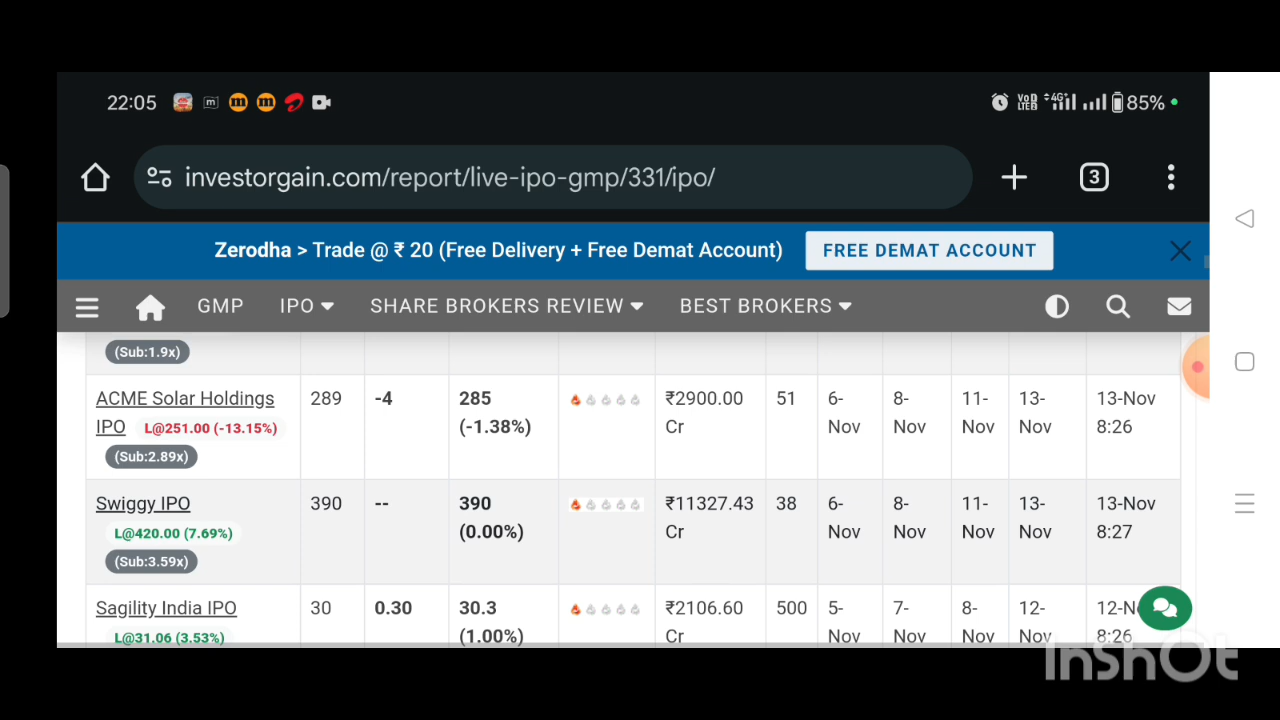 22:05 m m m VoD LTEB 4G+ 85%
investorgain.com/report/live-ipo-gmp/331/ipo/ 3
Zerodha > Trade @ ₹ 20 (Free Delivery + Free Demat Account) FREE DEMAT ACCOUNT
GMP IPO SHARE BROKERS REVIEW BEST BROKERS
(Sub:1.9x)
ACME Solar Holdings 289 -4 285 ₹2900.00 51 6- 8- 11- 13- 13-Nov
IPO L@251.00 (-13.15%) (-1.38%) Cr Nov Nov Nov Nov 8:26
(Sub:2.89x)
Swiggy IPO 390 -- 390 ₹11327.43 38 6- 8- 11- 13- 13-Nov
L@420.00 (7.69%) (0.00%) Cr Nov Nov Nov Nov 8:27
(Sub:3.59x)
Sagility India IPO 30 0.30 30.3 ₹2106.60 500 5- 7- 8- 12-
L@31.06 (3.53%) (1.00%) Cr Nov Nov Nov Nov 8:26
InShOt